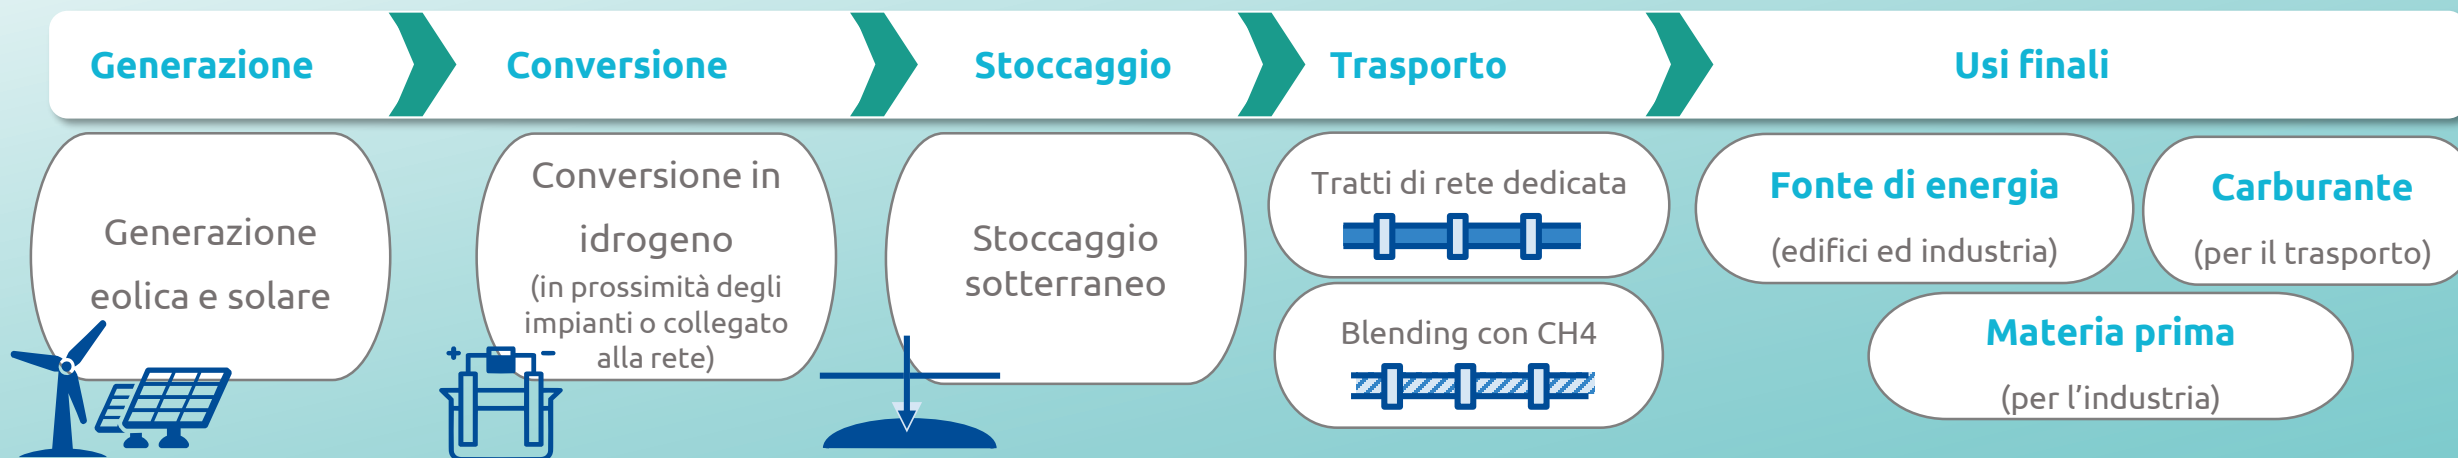 Generazione
Conversione
Stoccaggio
Trasporto
Usi finali
Generazione
eolica e solare
Conversione in
idrogeno
(in prossimità degli
impianti o collegato
alla rete)
+ −
Stoccaggio
sotterraneo
Tratti di rete dedicata
Blending con CH4
Fonte di energia
(edifici ed industria)
Carburante
(per il trasporto)
Materia prima
(per l’industria)